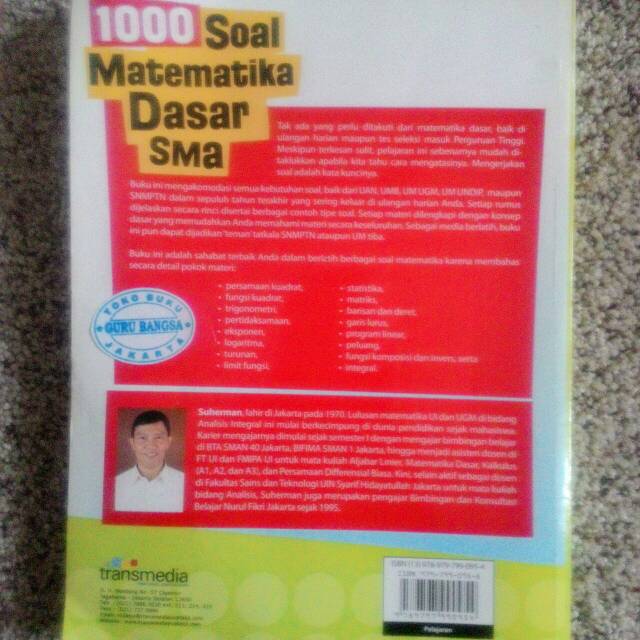 1000 Soal
Matematika
Dasar
SMA
Tak ada yang perlu ditakuti dari matematika dasar, baik di
ulangan harian maupun tes seleksi masuk Perguruan Tinggi.
Meskipun terkesan sulit, pelajaran ini sebenarnya mudah di-
taklukkan apabila kita tahu cara mengatasinya. Mengerjakan
soal adalah kata kuncinya.
Buku ini mengakomodasi semua kebutuhan soal, baik dari UAN, UMB, UM UGM, UM UNDIP, maupun
SNMPTN dalam sepuluh tahun terakhir yang sering keluar di ulangan harian Anda. Setiap rumus
dijelaskan secara rinci disertai berbagai contoh tipe soal. Setiap materi dilengkapi dengan konsep
dasar yang memudahkan Anda memahami materi secara keseluruhan. Sebagai media berlatih, buku
ini pun dapat dijadikan 'teman' tatkala SNMPTN ataupun UM tiba.
Buku ini adalah sahabat terbaik Anda dalam berlatih berbagai soal matematika karena membahas
secara detail pokok materi:
• persamaan kuadrat,
• fungsi kuadrat,
• trigonometri,
• pertidaksamaan,
• eksponen,
• logaritma,
• turunan,
• limit fungsi,
• statistika,
• matriks,
• barisan dan deret,
• garis lurus,
• program linear,
• peluang,
• fungsi komposisi dan invers, serta
• integral.
TOKO BUKU
GURU BANGSA
JAKARTA
Suherman, lahir di Jakarta pada 1970. Lulusan matematika UI dan UGM di bidang
Analisis Integral ini mulai berkecimpung di dunia pendidikan sejak mahasiswa.
Karier mengajarnya dimulai sejak semester I dengan mengajar bimbingan belajar
di BTA SMAN 40 Jakarta, BIFIMA SMAN 1 Jakarta, hingga menjadi asisten dosen di
FT UI dan FMIPA UI untuk mata kuliah Aljabar Linier, Matematika Dasar, Kalkulus
(A1, A2, dan A3), dan Persamaan Differensial Biasa. Kini, selain aktif sebagai dosen
di Fakultas Sains dan Teknologi UIN Syarif Hidayatullah Jakarta untuk mata kuliah
bidang Analisis, Suherman juga merupakan pengajar Bimbingan dan Konsultan
Belajar Nurul Fikri Jakarta sejak 1995.
transmedia
Jagakarsa - Jakarta Selatan 12630
ISBN (13) 978-979-799-095-4
Pelajaran